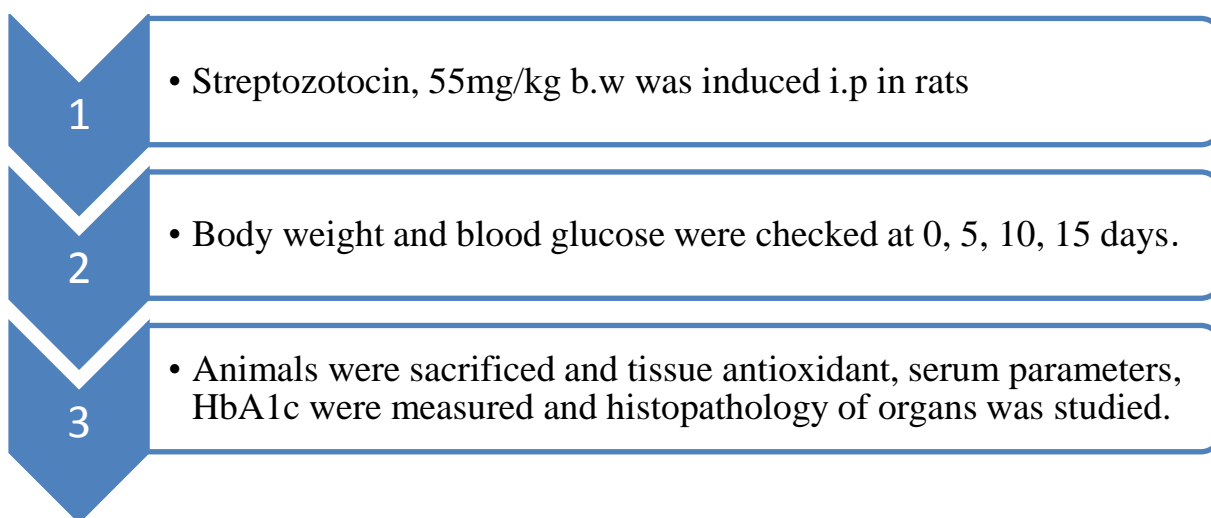 1
• Streptozotocin, 55mg/kg b.w was induced i.p in rats
2
• Body weight and blood glucose were checked at 0, 5, 10, 15 days.
3
• Animals were sacrificed and tissue antioxidant, serum parameters,
HbA1c were measured and histopathology of organs was studied.